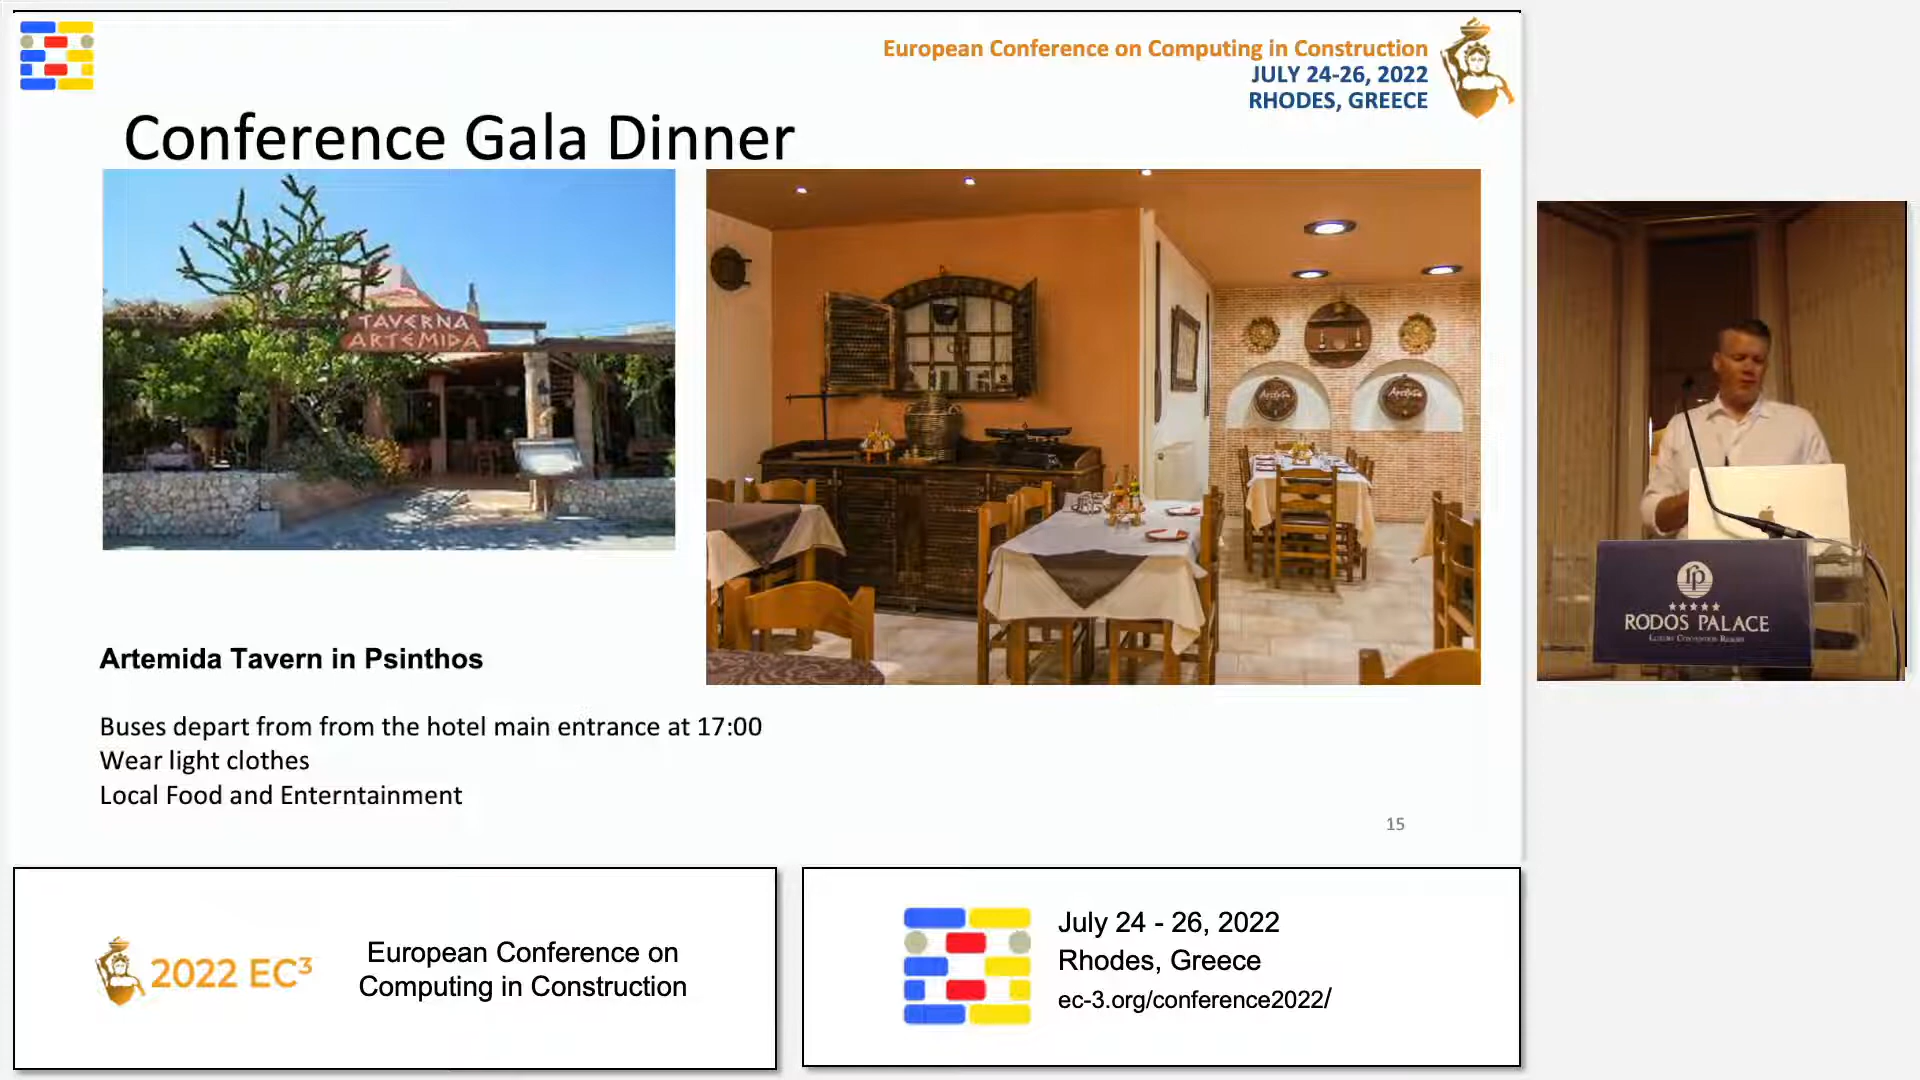 European Conference on Computing in Construction
JULY 24-26, 2022
RHODES, GREECE
Conference Gala Dinner
TAVERNA
ARTEMIDA
Artemida Tavern in Psinthos
Buses depart from from the hotel main entrance at 17:00
Wear light clothes
Local Food and Enterntainment
15
rp
RODOS PALACE
LUXURY CONVENTION RESORT
2022 EC³
European Conference on
Computing in Construction
July 24 - 26, 2022
Rhodes, Greece
ec-3.org/conference2022/